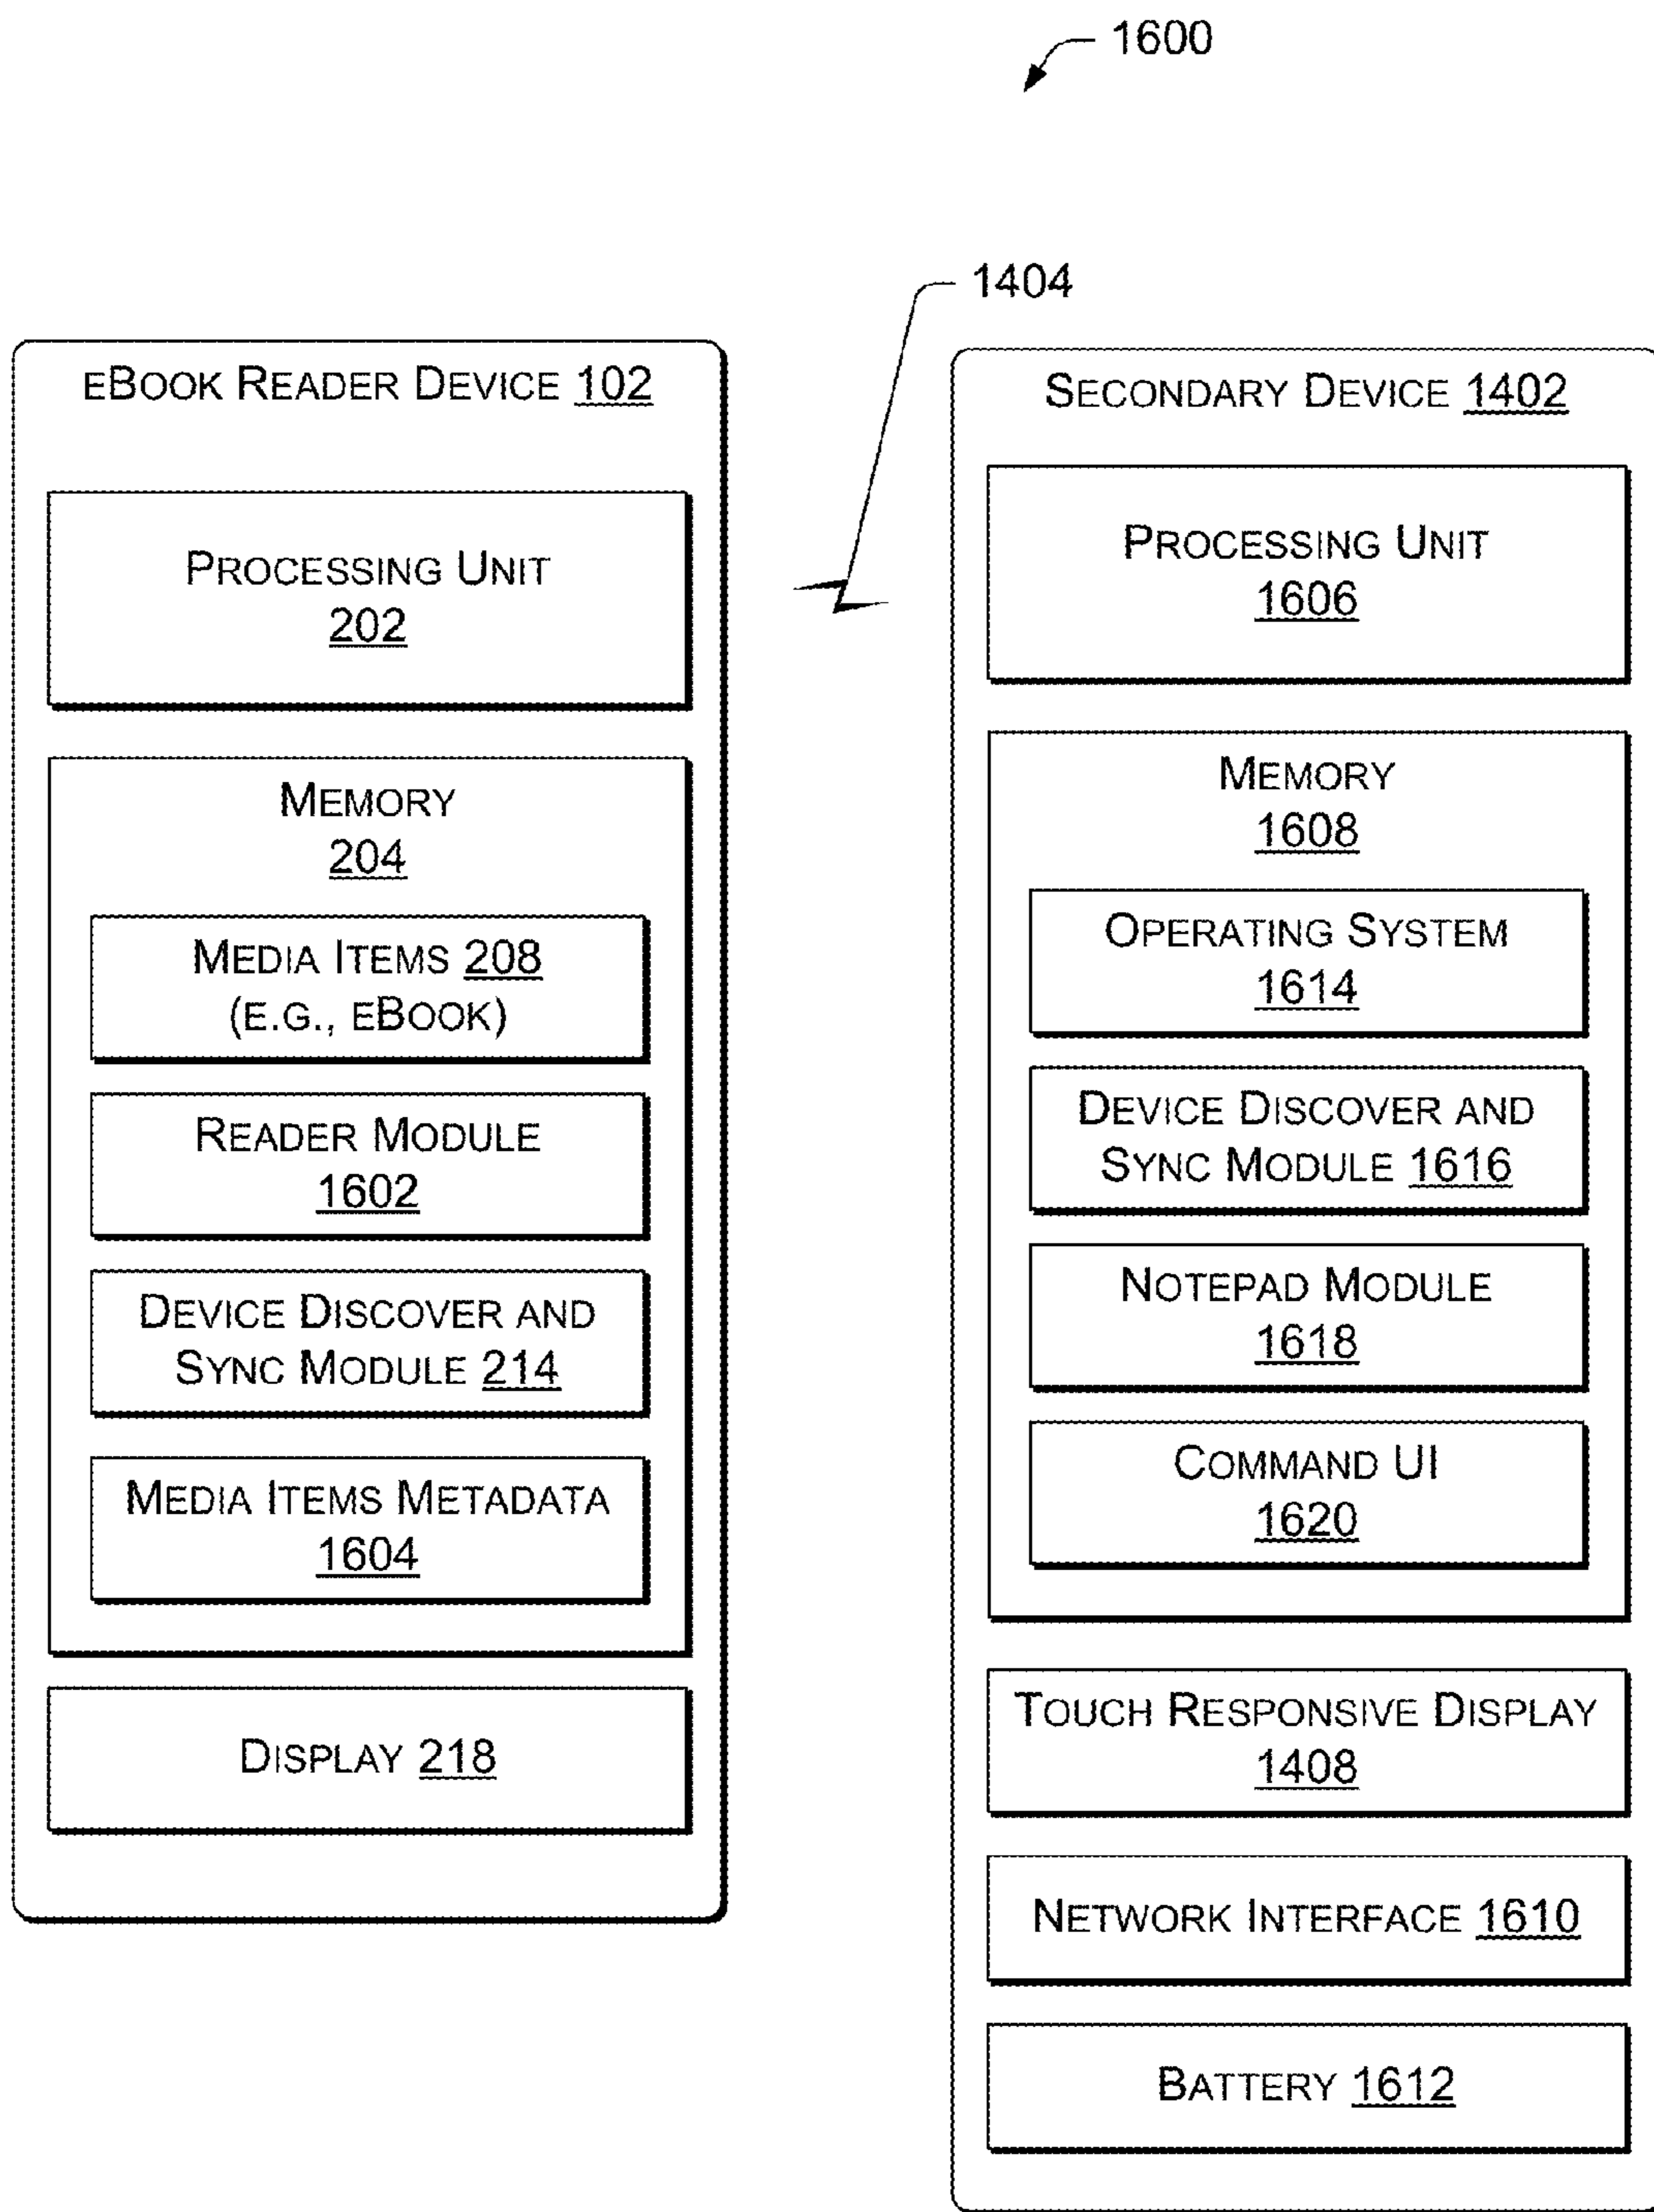 1600
1404
eBook Reader Device 102
Processing Unit
202
Memory
204
Media Items 208
(e.g., eBook)
Reader Module
1602
Device Discover and
Sync Module 214
Media Items Metadata
1604
Display 218
Secondary Device 1402
Processing Unit
1606
Memory
1608
Operating System
1614
Device Discover and
Sync Module 1616
Notepad Module
1618
Command UI
1620
Touch Responsive Display
1408
Network Interface 1610
Battery 1612